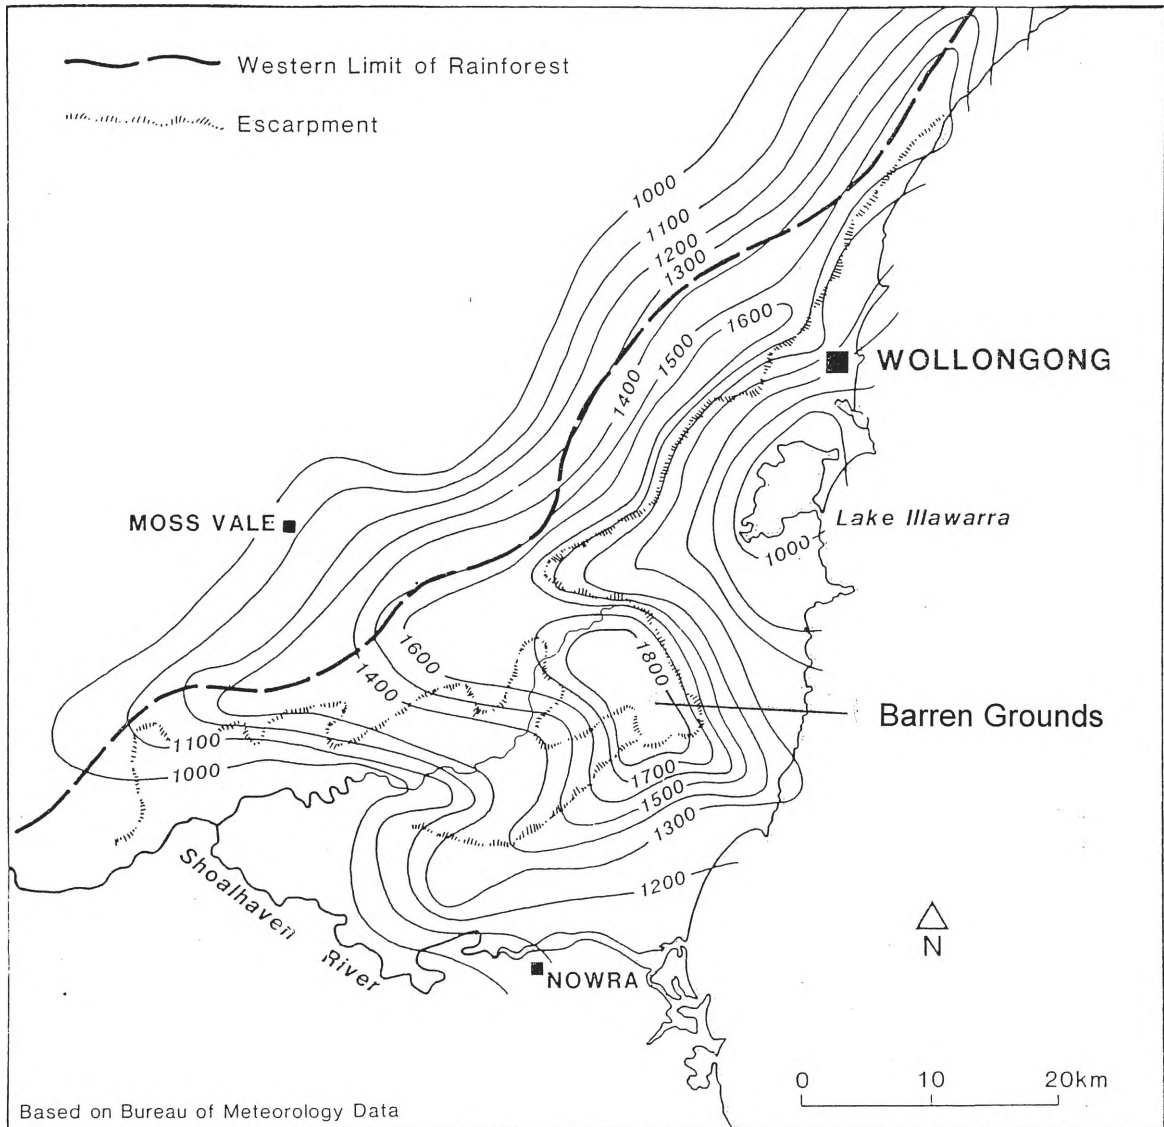 Western Limit of Rainforest
Escarpment
1000
1100
1200
1300
1600
1500
1400
WOLLONGONG
MOSS VALE
Lake Illawarra
1000
1600
1400
1800
Barren Grounds
1100
1000
1700
1500
1300
1200
Shoalhaven
River
N
NOWRA
0 10 20km
Based on Bureau of Meteorology Data